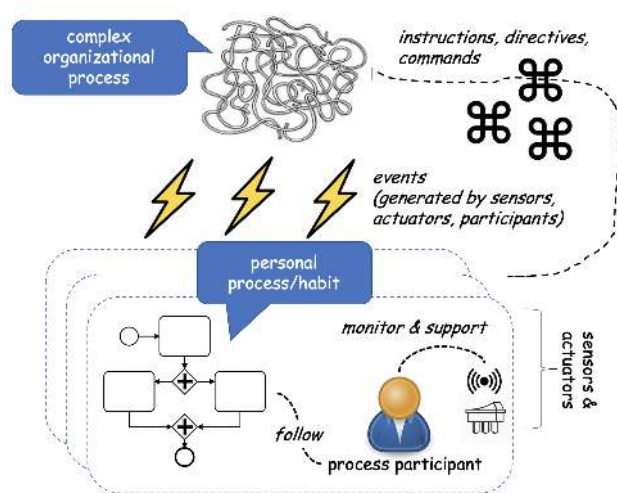 complex
organizational
process
instructions, directives,
commands
events
(generated by sensors,
actuators, participants)
personal
process/habit
monitor & support
sensors &
actuators
follow
process participant